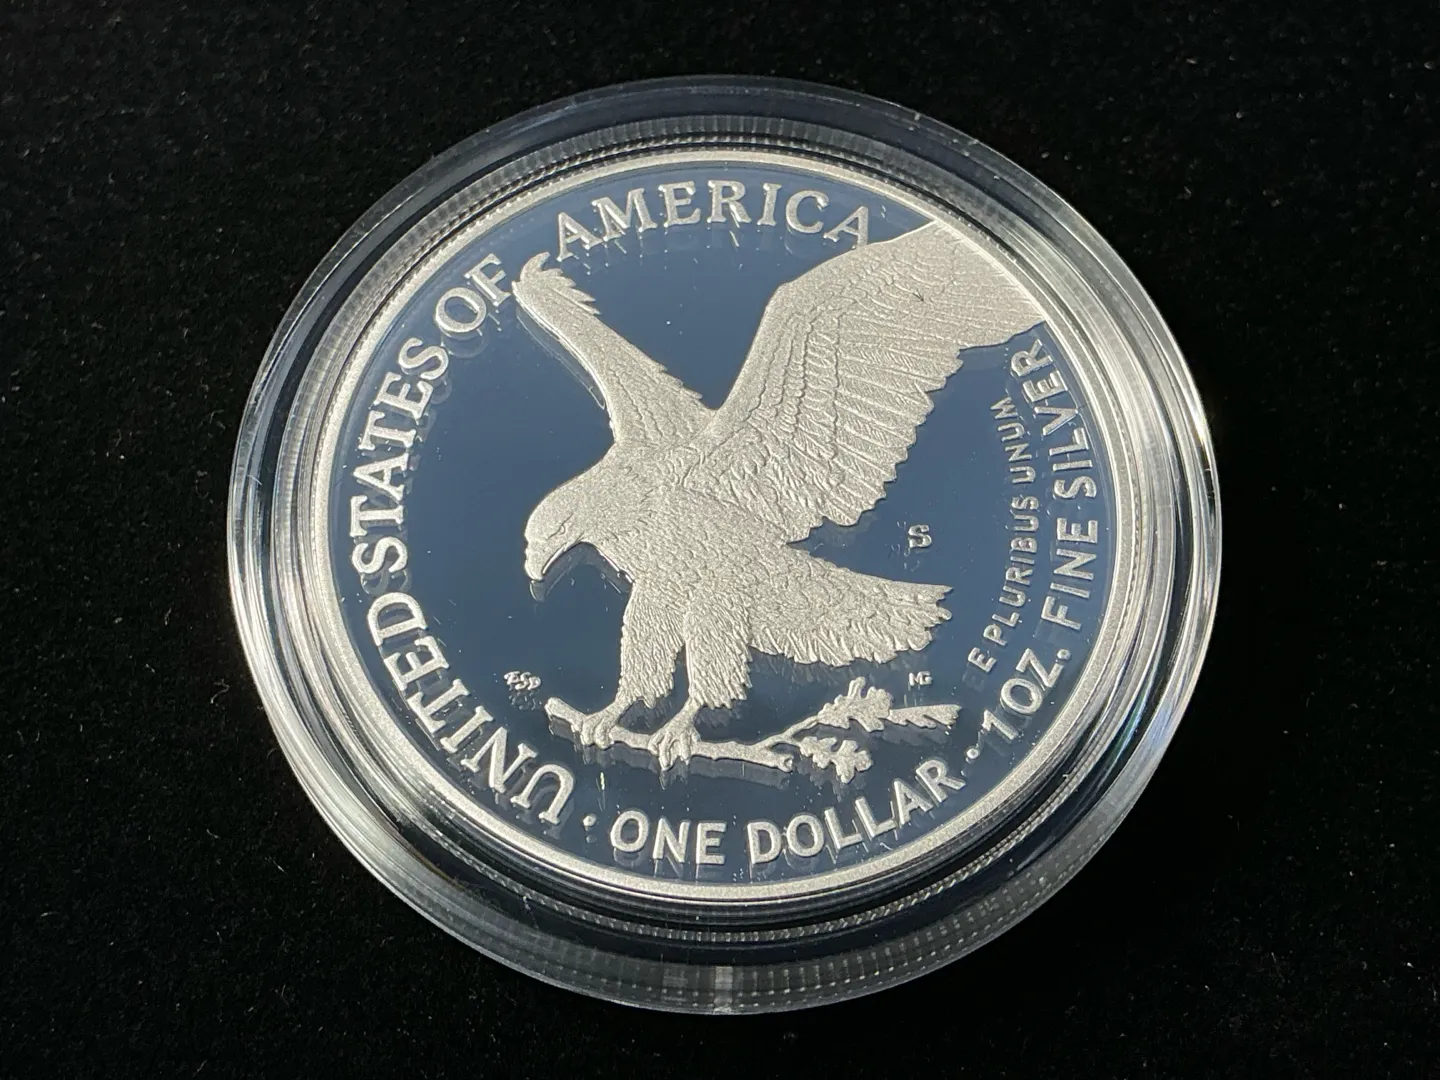 UNITED STATES OF AMERICA
S
E PLURIBUS UNUM
1 OZ. FINE SILVER
ESP
MG
· ONE DOLLAR ·